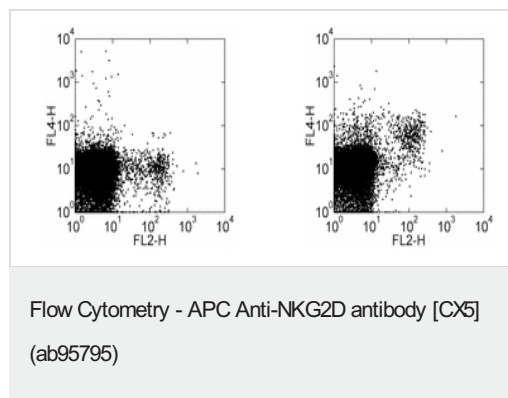 10⁴ 10³ 10² 10¹ 10⁰
FL4-H
10⁰ 10¹ 10² 10³ 10⁴
FL2-H
10⁴ 10³ 10² 10¹ 10⁰
FL4-H
10⁰ 10¹ 10² 10³ 10⁴
FL2-H
Flow Cytometry - APC Anti-NKG2D antibody [CX5]
(ab95795)